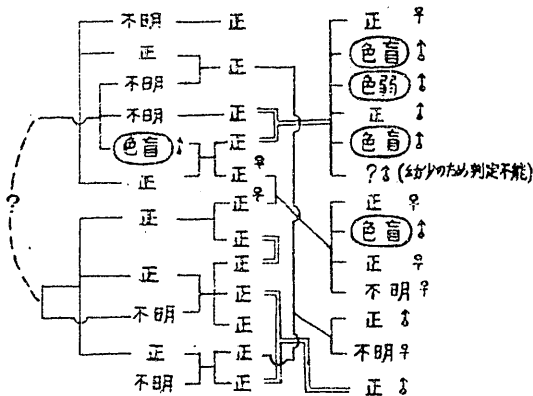 不明 正 正 ♀
正 色盲 ♂
正
不明 色弱 ♂
不明 正 正 ♂
色盲 ♂ 正 色盲 ♂
正 正 ♀ ?♂(幼少のため判定不能)
?
正 正 ♀ 正 ♀
正 色盲 ♂
正
正 正 正 ♀
不明 正 不明 ♀
正 ♂
正 正 不明 ♀
不明 正 正 ♂